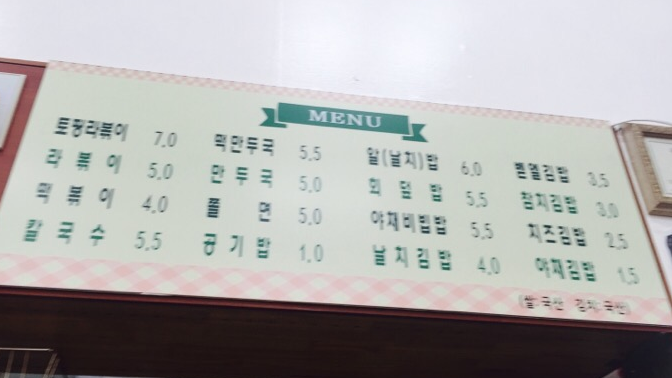 MENU
토핑라볶이 7.0
라볶이 5.0
떡볶이 4.0
칼국수 5.5
떡만두국 5.5
만두국 5.0
쫄면 5.0
공기밥 1.0
알(날치)밥 6.0
회덮밥 5.5
야채비빔밥 5.5
날치김밥 4.0
3.5
참치김밥 3.0
치즈김밥 2.5
야채김밥 1.5
(쌀:국산 김치:국산)